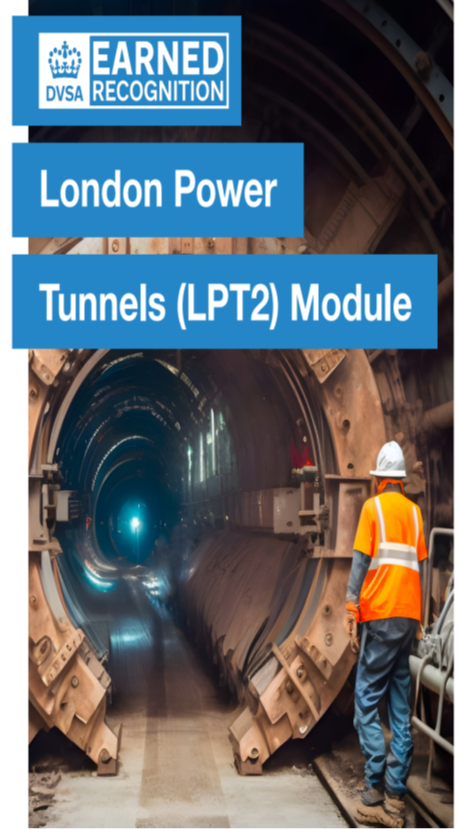 DVSA
EARNED
RECOGNITION
London Power
Tunnels (LPT2) Module